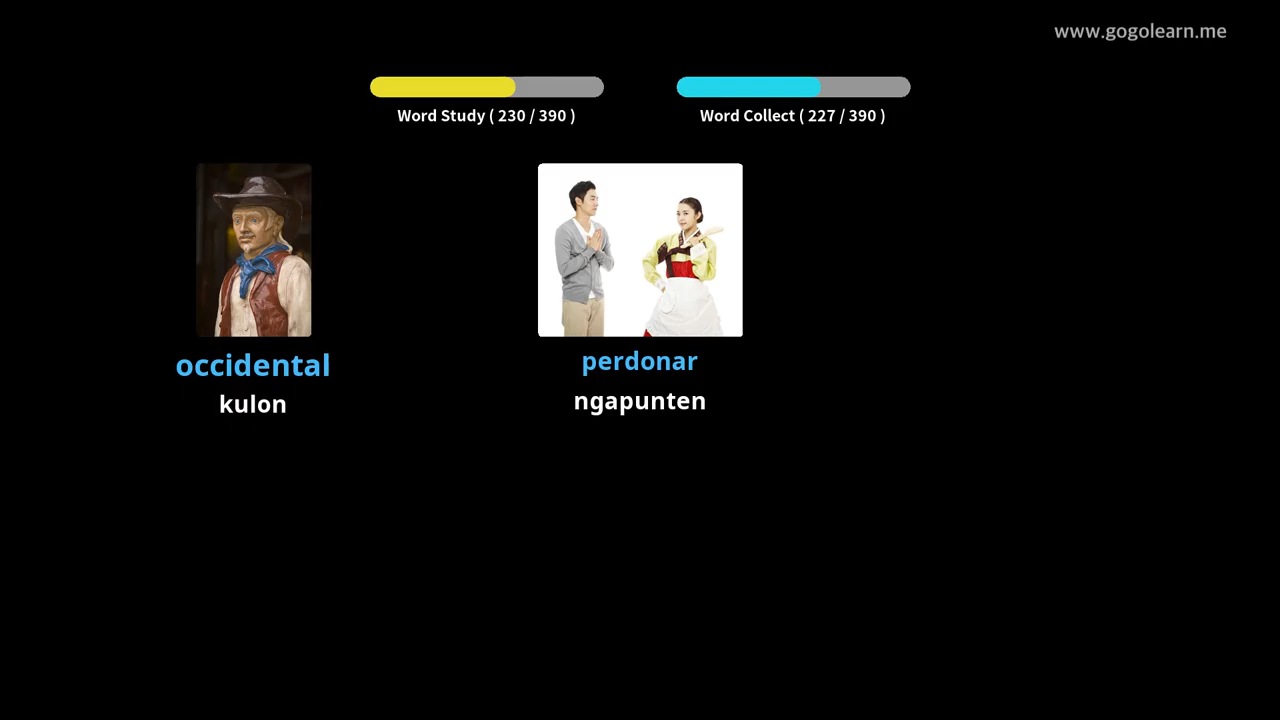 www.gogolearn.me
Word Study ( 230 / 390 )
Word Collect ( 227 / 390 )
occidental
kulon
perdonar
ngapunten